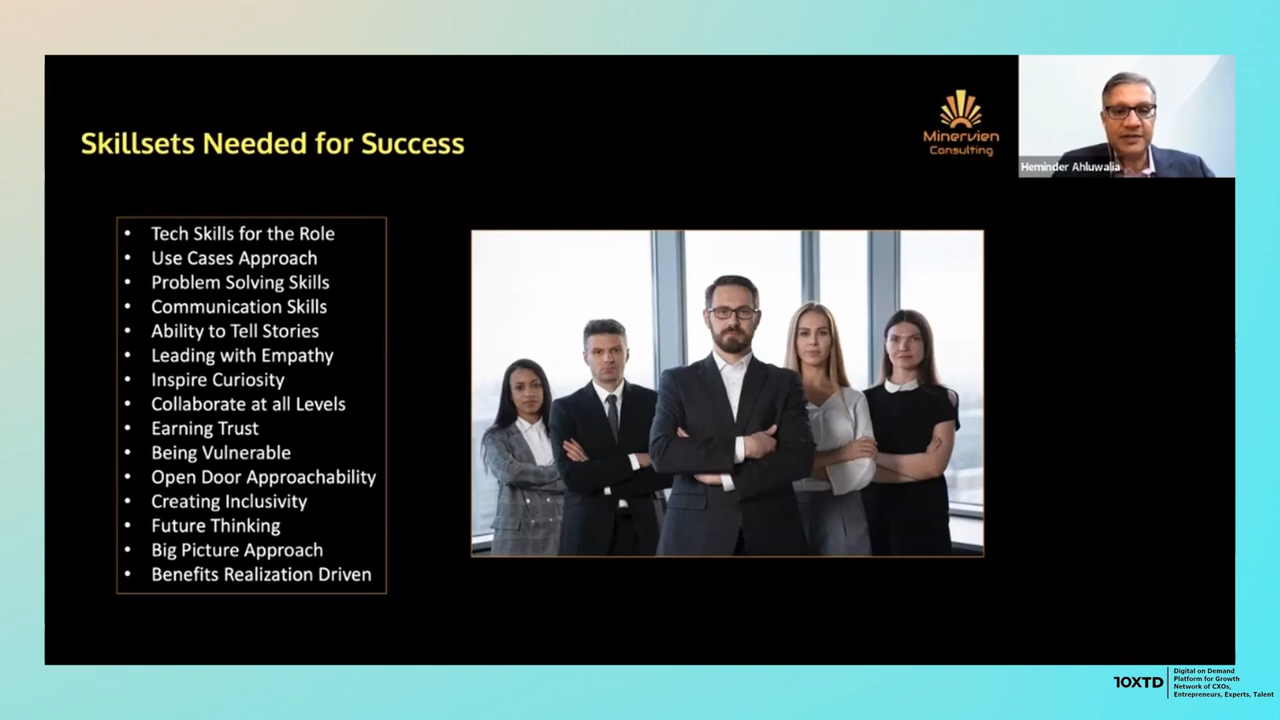 Skillsets Needed for Success
Minervien
Consulting
Heminder Ahluwalia
• Tech Skills for the Role
• Use Cases Approach
• Problem Solving Skills
• Communication Skills
• Ability to Tell Stories
• Leading with Empathy
• Inspire Curiosity
• Collaborate at all Levels
• Earning Trust
• Being Vulnerable
• Open Door Approachability
• Creating Inclusivity
• Future Thinking
• Big Picture Approach
• Benefits Realization Driven
10XTD
Digital on Demand
Platform for Growth
Network of CXOs,
Entrepreneurs, Experts, Talent